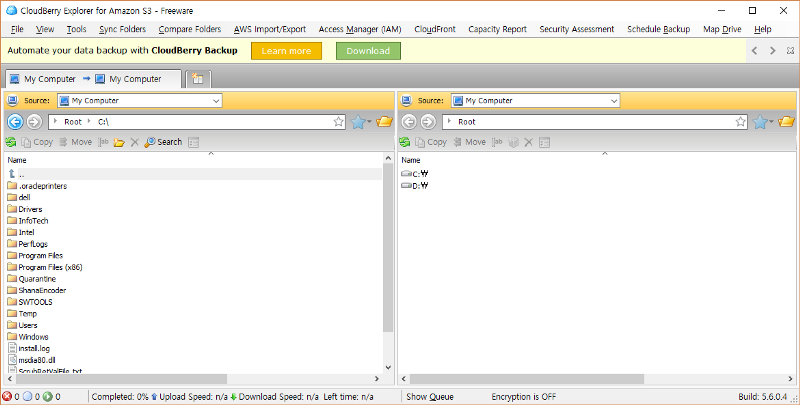 CloudBerry Explorer for Amazon S3 - Freeware
File View Tools Sync Folders Compare Folders AWS Import/Export Access Manager (IAM) CloudFront Capacity Report Security Assessment Schedule Backup Map Drive Help
Automate your data backup with CloudBerry Backup Learn more Download
My Computer → My Computer
Source: My Computer
Root C:\
Copy Move Search
Name
..
.oracleprinters
dell
Drivers
InfoTech
Intel
PerfLogs
Program Files
Program Files (x86)
Quarantine
ShanaEncoder
SWTOOLS
Temp
Users
Windows
install.log
msdia80.dll
ScrubRetValFile.txt
Source: My Computer
Root
Copy Move
Name
C:₩
D:₩
0 0 0 Completed: 0% Upload Speed: n/a Download Speed: n/a Left time: n/a Show Queue Encryption is OFF Build: 5.6.0.4